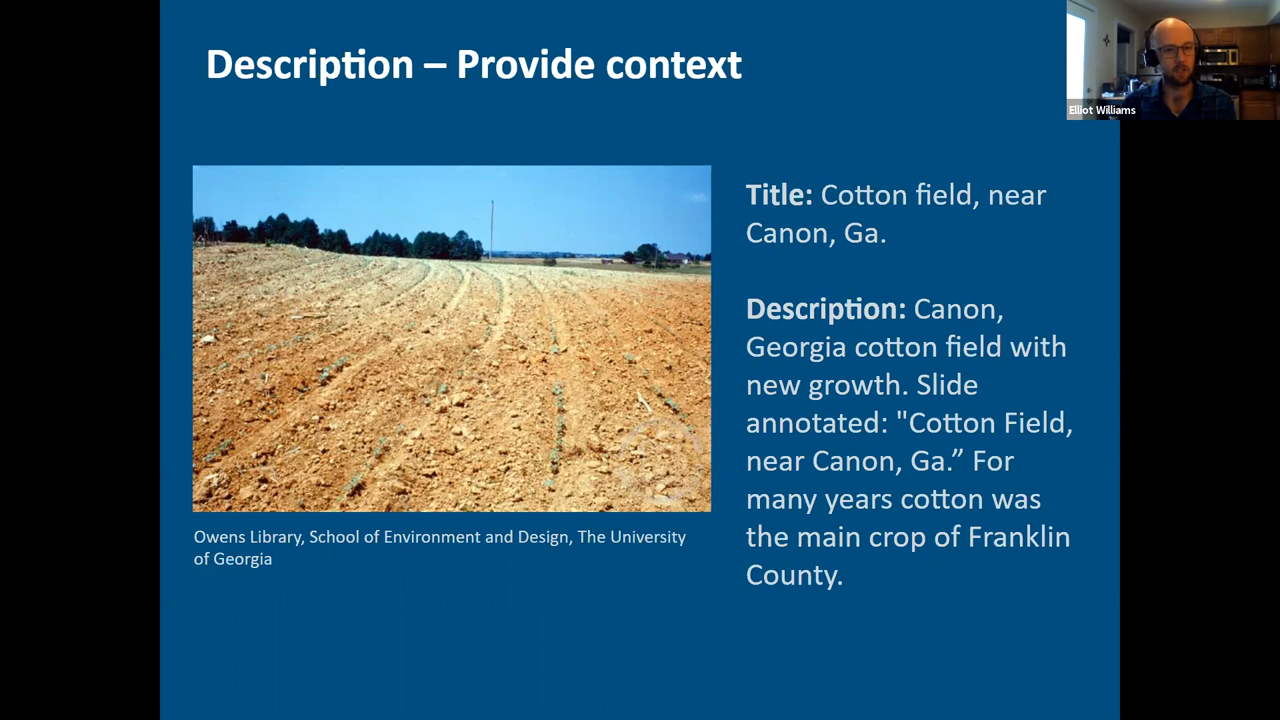 Description – Provide context
Elliot Williams
Title: Cotton field, near
Canon, Ga.
Description: Canon,
Georgia cotton field with
new growth. Slide
annotated: "Cotton Field,
near Canon, Ga.” For
many years cotton was
the main crop of Franklin
County.
Owens Library, School of Environment and Design, The University
of Georgia